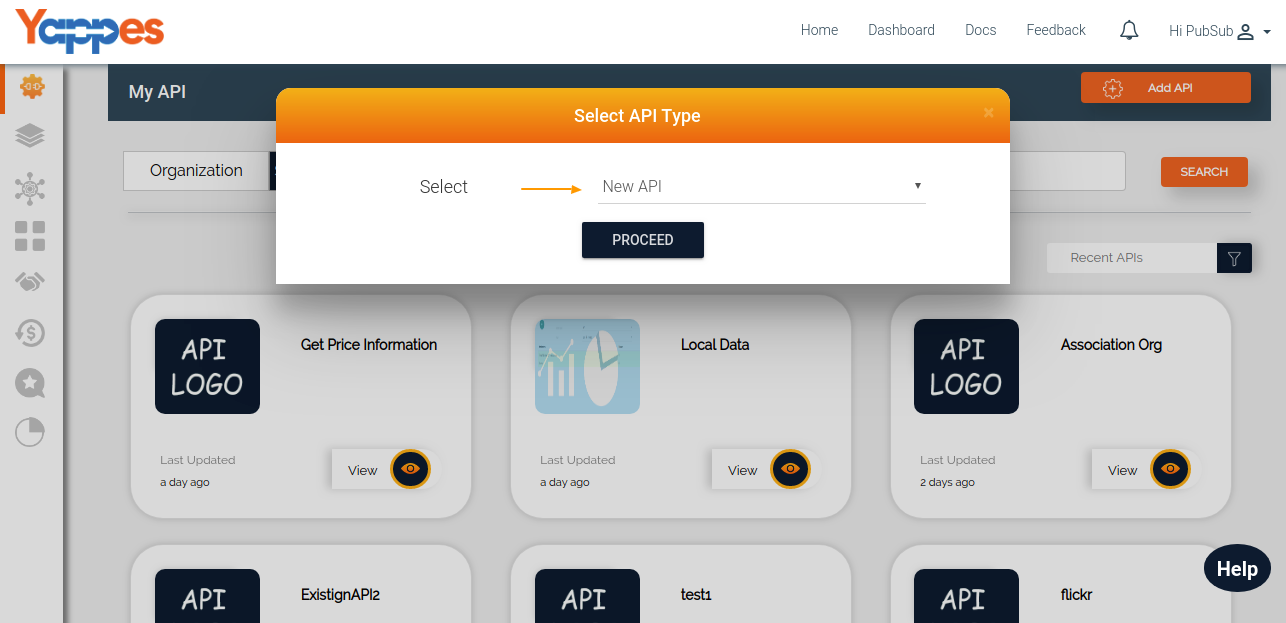 Yappes
Home Dashboard Docs Feedback Hi PubSub
My API
Add API
Select API Type
×
Organization
SEARCH
Select
New API
PROCEED
Recent APIs
API LOGO
Get Price Information
Last Updated
a day ago
View
Local Data
Last Updated
a day ago
View
API LOGO
Association Org
Last Updated
2 days ago
View
API
ExistignAPI2
API
test1
API
flickr
Help